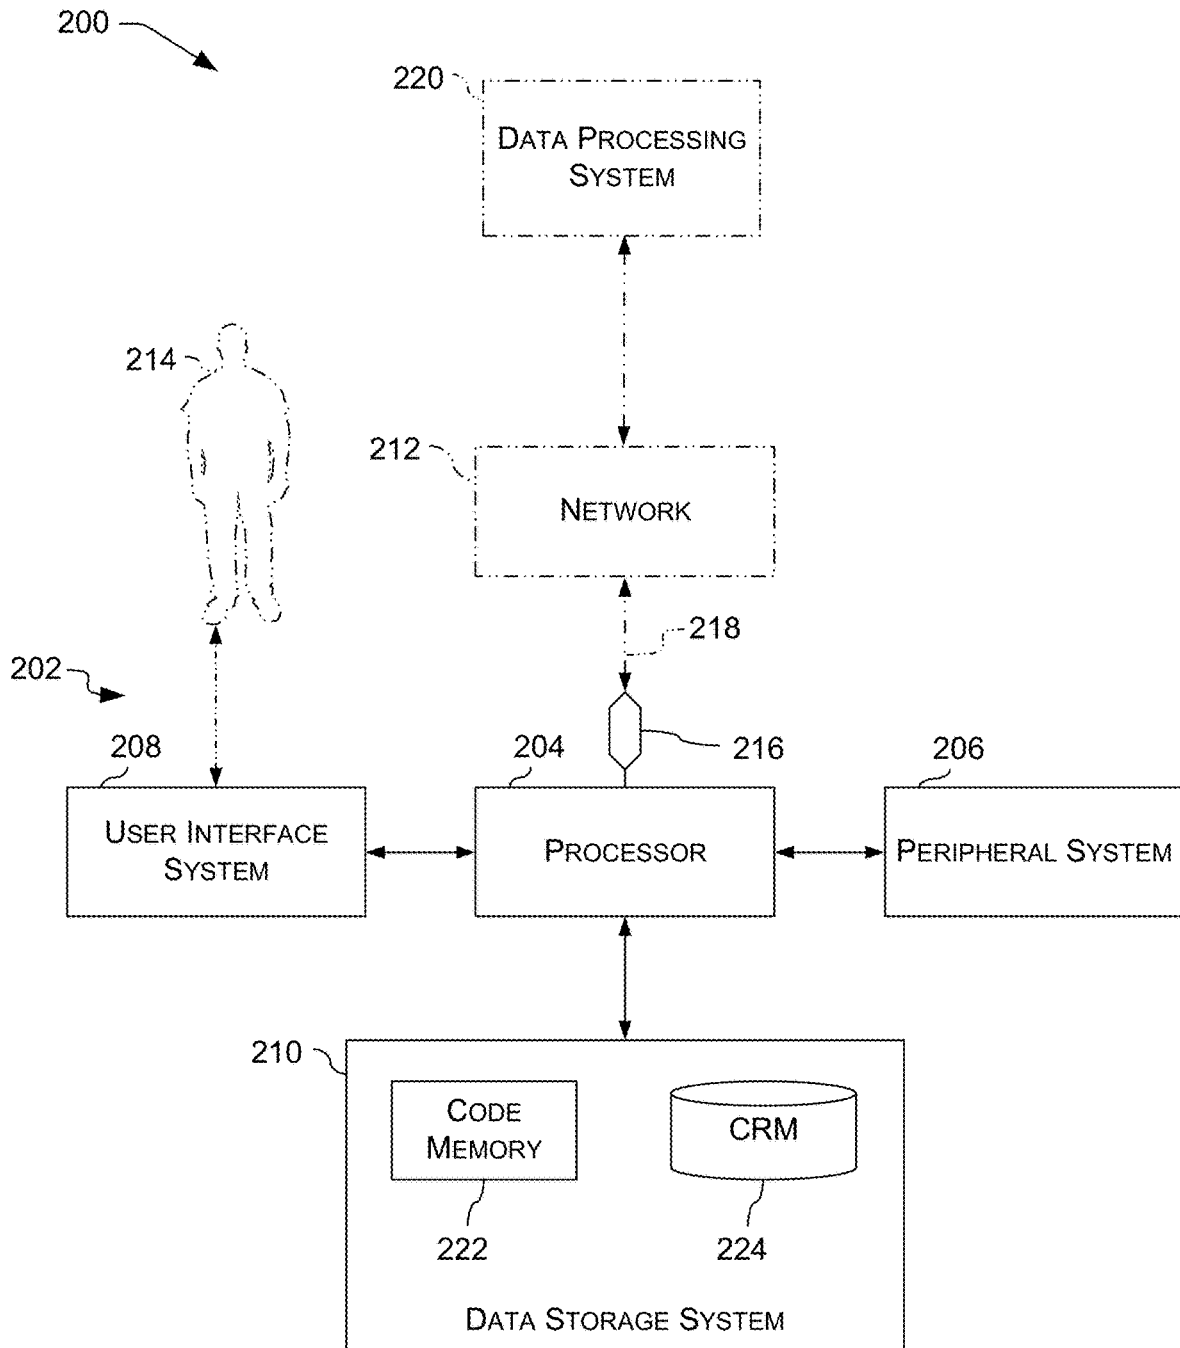 200
220
DATA PROCESSING
SYSTEM
214
212
NETWORK
218
202
216
208
204
206
USER INTERFACE
SYSTEM
PROCESSOR
PERIPHERAL SYSTEM
210
CODE
MEMORY
CRM
222
224
DATA STORAGE SYSTEM